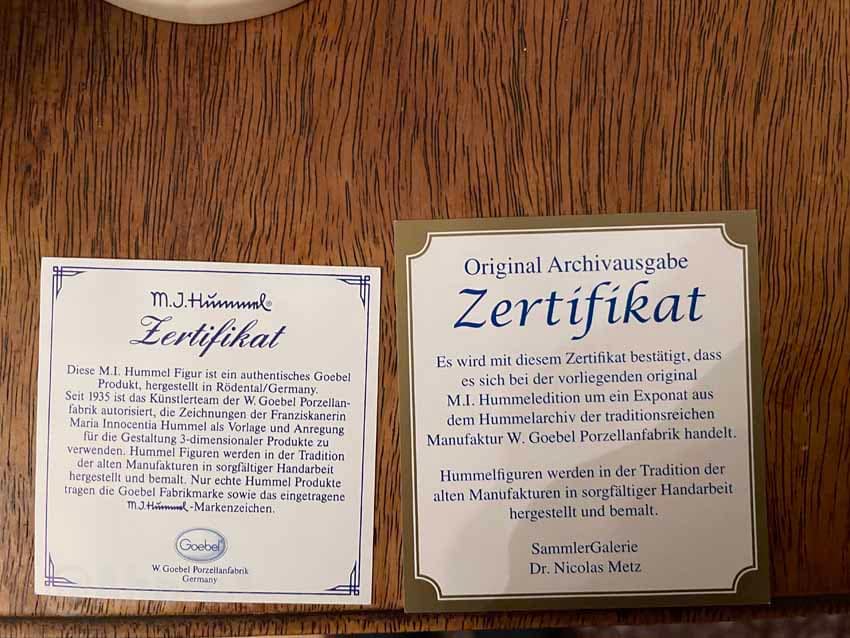 M.I.Hummel®
Zertifikat
Diese M.I. Hummel Figur ist ein authentisches Goebel
Produkt, hergestellt in Rödental/Germany.
Seit 1935 ist das Künstlerteam der W. Goebel Porzellan-
fabrik autorisiert, die Zeichnungen der Franziskanerin
Maria Innocentia Hummel als Vorlage und Anregung
für die Gestaltung 3-dimensionaler Produkte zu
verwenden. Hummel Figuren werden in der Tradition
der alten Manufakturen in sorgfältiger Handarbeit
hergestellt und bemalt. Nur echte Hummel Produkte
tragen die Goebel Fabrikmarke sowie das eingetragene
M.I.Hummel-Markenzeichen.
Goebel
W. Goebel Porzellanfabrik
Germany
Original Archivausgabe
Zertifikat
Es wird mit diesem Zertifikat bestätigt, dass
es sich bei der vorliegenden original
M.I. Hummeledition um ein Exponat aus
dem Hummelarchiv der traditionsreichen
Manufaktur W. Goebel Porzellanfabrik handelt.
Hummelfiguren werden in der Tradition der
alten Manufakturen in sorgfältiger Handarbeit
hergestellt und bemalt.
SammlerGalerie
Dr. Nicolas Metz